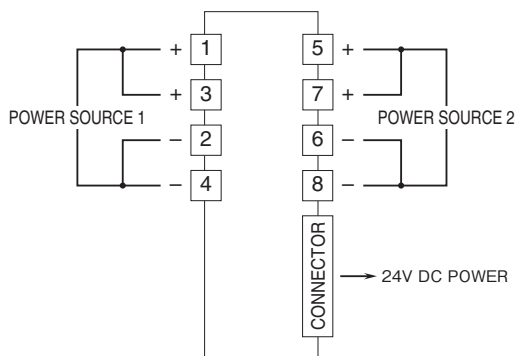 + 1
+ 3
POWER SOURCE 1
− 2
− 4
5 +
7 +
POWER SOURCE 2
6 −
8 −
CONNECTOR
24V DC POWER